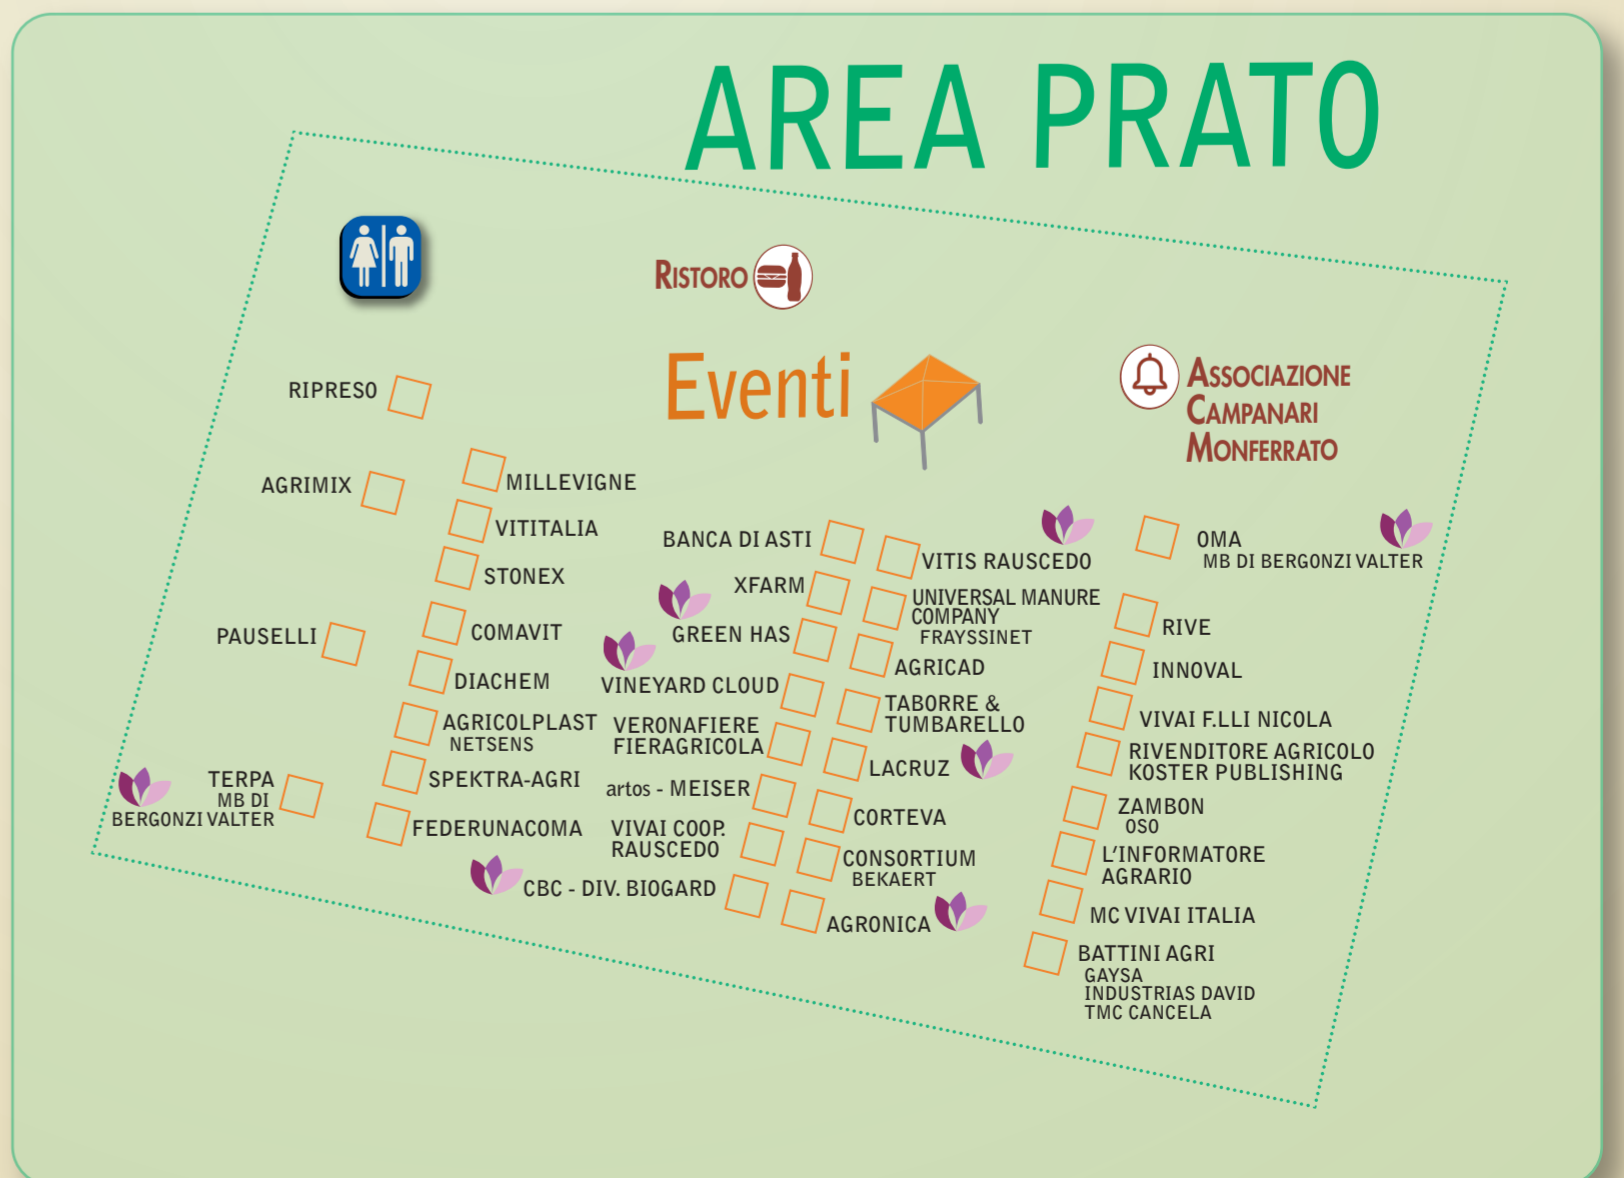 AREA PRATO
RISTORO
Eventi
ASSOCIAZIONE
CAMPANARI
MONFERRATO
RIPRESO
AGRIMIX
PAUSELLI
TERPA
MB DI
BERGONZI VALTER
MILLEVIGNE
VITITALIA
STONEX
COMAVIT
DIACHEM
AGRICOLPLAST
NETSENS
SPEKTRA-AGRI
FEDERUNACOMA
BANCA DI ASTI
XFARM
GREEN HAS
VINEYARD CLOUD
VERONAFIERE
FIERAGRICOLA
artos - MEISER
VIVAI COOP.
RAUSCEDO
CBC - DIV. BIOGARD
VITIS RAUSCEDO
UNIVERSAL MANURE
COMPANY
FRAYSSINET
AGRICAD
TABORRE &
TUMBARELLO
LACRUZ
CORTEVA
CONSORTIUM
BEKAERT
AGRONICA
OMA
MB DI BERGONZI VALTER
RIVE
INNOVAL
VIVAI F.LLI NICOLA
RIVENDITORE AGRICOLO
KOSTER PUBLISHING
ZAMBON
OSO
L'INFORMATORE
AGRARIO
MC VIVAI ITALIA
BATTINI AGRI
GAYSA
INDUSTRIAS DAVID
TMC CANCELA